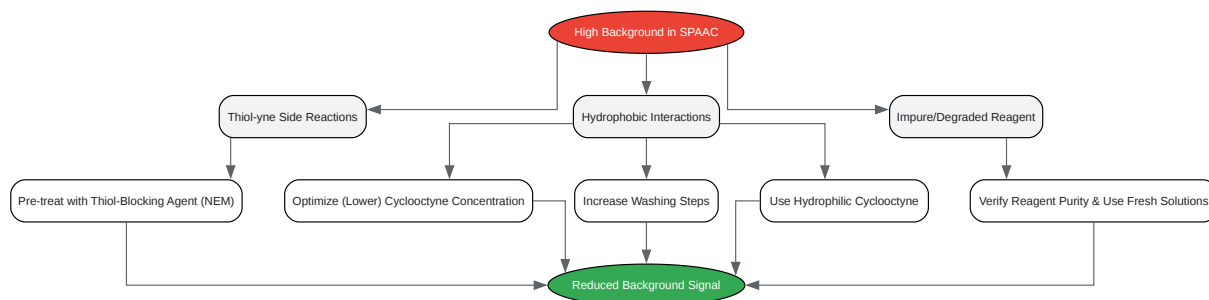 High Background in SPAAC
Thiol-yne Side Reactions
Hydrophobic Interactions
Impure/Degraded Reagent
Pre-treat with Thiol-Blocking Agent (NEM)
Optimize (Lower) Cyclooctyne Concentration
Increase Washing Steps
Use Hydrophilic Cyclooctyne
Verify Reagent Purity & Use Fresh Solutions
Reduced Background Signal